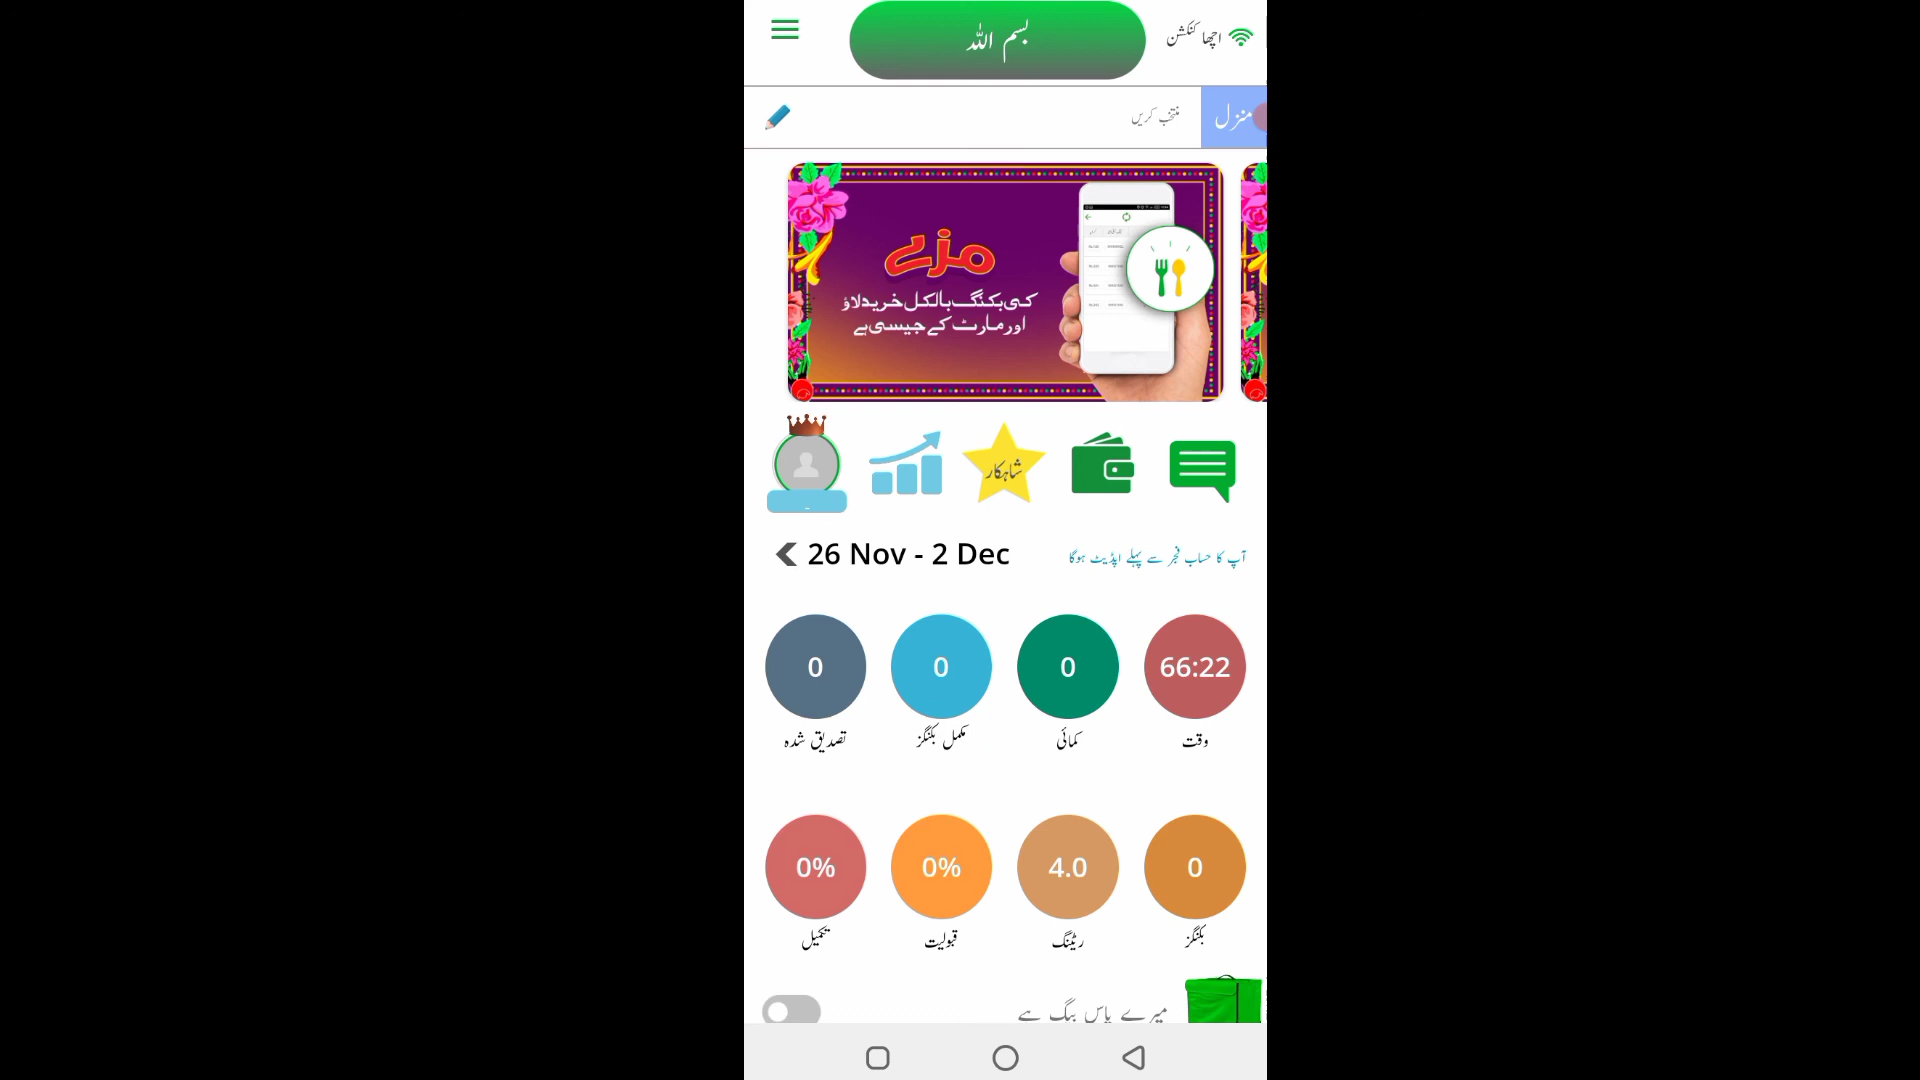 بسم اللہ
اچھا کنکشن
منزل
منتخب کریں
مزے
کی بکنگ بالکل خریدلاؤ
اور مارٹ کے جیسی ہے
شاہکار
26 Nov - 2 Dec
آپ کا حساب فجر سے پہلے اپڈیٹ ہوگا
66:22
0
0
0
وقت
کمائی
مکمل بکنگز
تصدیق شدہ
0
4.0
0%
0%
بکنگز
ریٹنگ
قبولیت
تکمیل
میرے پاس بیگ ہے